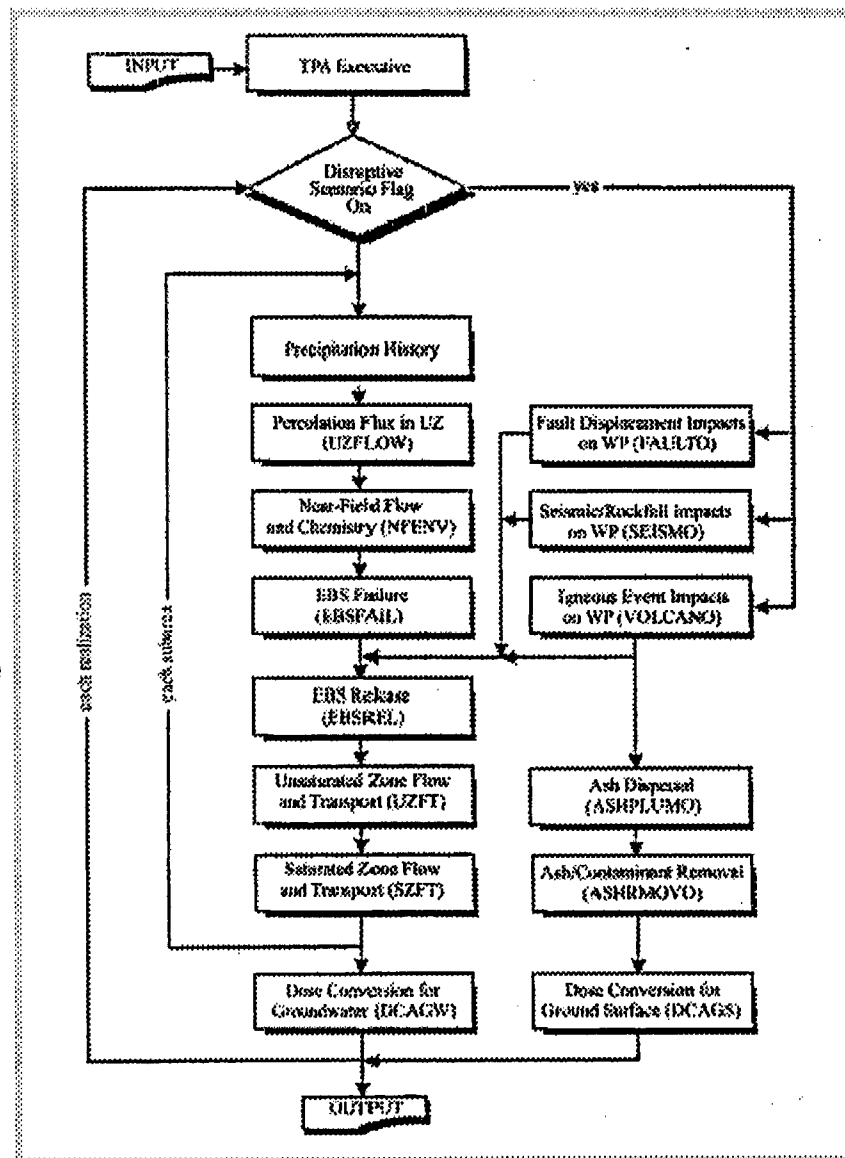 INPUT
TPA Executive
Disruptive
Scenario Flag
On
yes
Precipitation History
Percolation Flux in UZ
(UZFLOW)
Fault Displacement Impacts
on WP (FAULTO)
Near-Field Flow
and Chemistry (NFENV)
Seismic/Rockfall Impacts
on WP (SEISMO)
EBS Failure
(EBSFAIL)
Igneous Event Impacts
on WP (VOLCANO)
each realization
each subarea
EBS Release
(EBSREL)
Unsaturated Zone Flow
and Transport (UZFT)
Ash Dispersal
(ASHPLUMO)
Saturated Zone Flow
and Transport (SZFT)
Ash/Contaminant Removal
(ASHRMOVO)
Dose Conversion for
Groundwater (DCAGW)
Dose Conversion for
Ground Surface (DCAGS)
OUTPUT